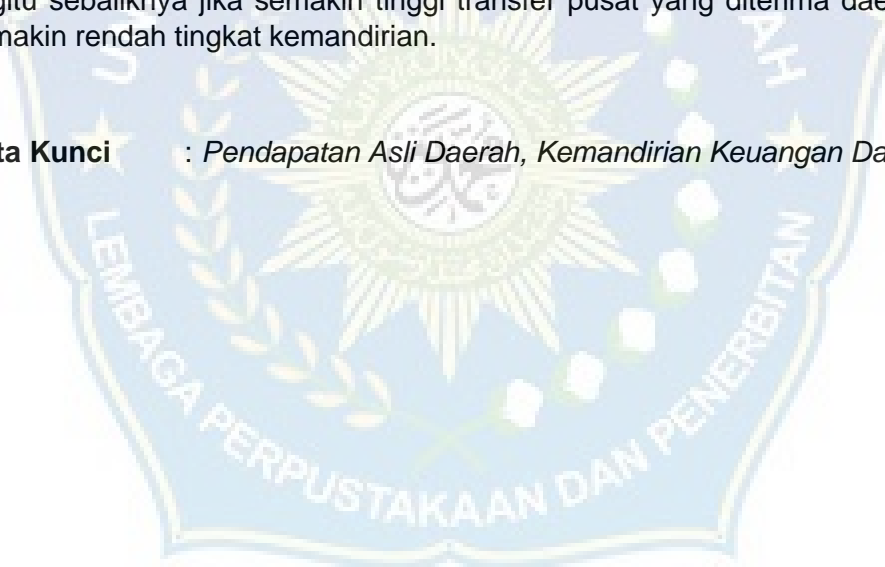 gitu sebaliknya jika semakin tinggi transfer pusat yang diterima dae
makin rendah tingkat kemandirian.
ta Kunci : Pendapatan Asli Daerah, Kemandirian Keuangan Da
LEMBAGA PERPUSTAKAAN DAN PENERBITAN